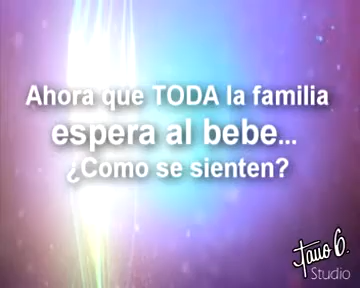 Ahora que TODA la familia
espera al bebe...
¿Como se sienten?
Studio